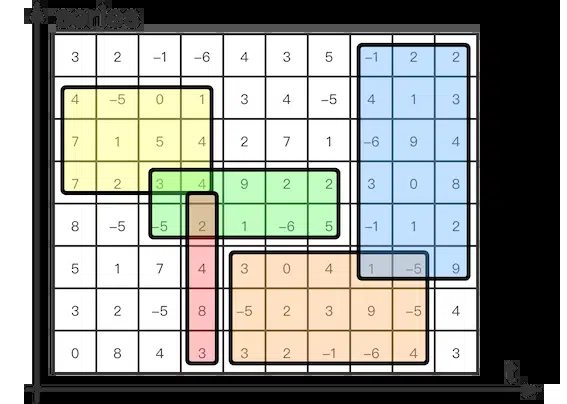 3 2 −1 −6 4 3 5 −1 2 2
4 −5 0 1 3 4 −5 4 1 3
7 1 5 4 2 7 1 −6 9 4
7 2 3 4 9 2 2 3 0 8
8 −5 −5 2 1 −6 5 −1 1 2
5 1 7 4 3 0 4 1 −5 9
3 2 −5 8 −5 2 3 9 −5 4
0 8 4 3 3 2 −1 −6 4 3